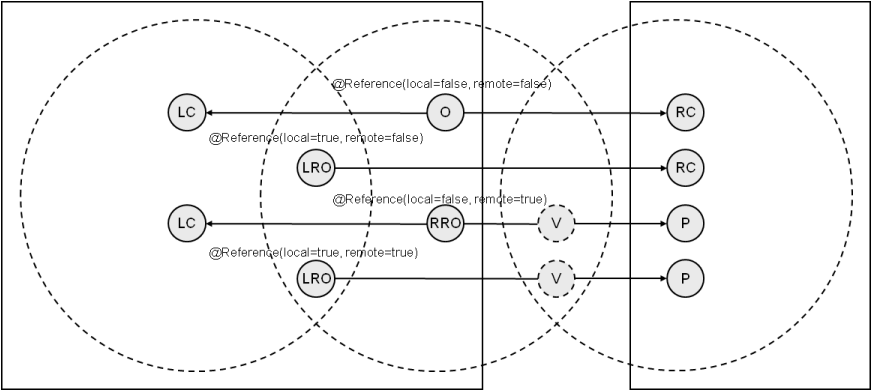 @Reference(local=false, remote=false)
LC O RC
@Reference(local=true, remote=false)
LRO RC
@Reference(local=false, remote=true)
LC RRO V P
@Reference(local=true, remote=true)
LRO V P